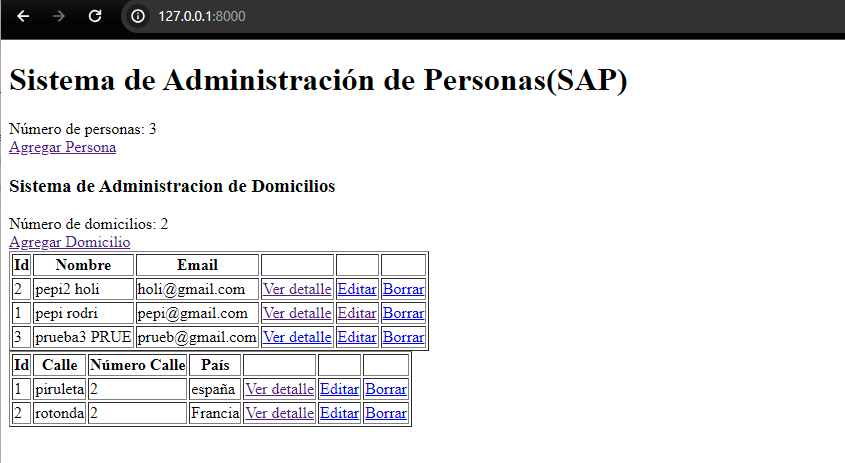 127.0.0.1:8000
Sistema de Administración de Personas(SAP)
Número de personas: 3
Agregar Persona
Sistema de Administracion de Domicilios
Número de domicilios: 2
Agregar Domicilio
Id Nombre Email
2 pepi2 holi holi@gmail.com Ver detalle Editar Borrar
1 pepi rodri pepi@gmail.com Ver detalle Editar Borrar
3 prueba3 PRUE prueb@gmail.com Ver detalle Editar Borrar
Id Calle Número Calle País
1 piruleta 2 españa Ver detalle Editar Borrar
2 rotonda 2 Francia Ver detalle Editar Borrar